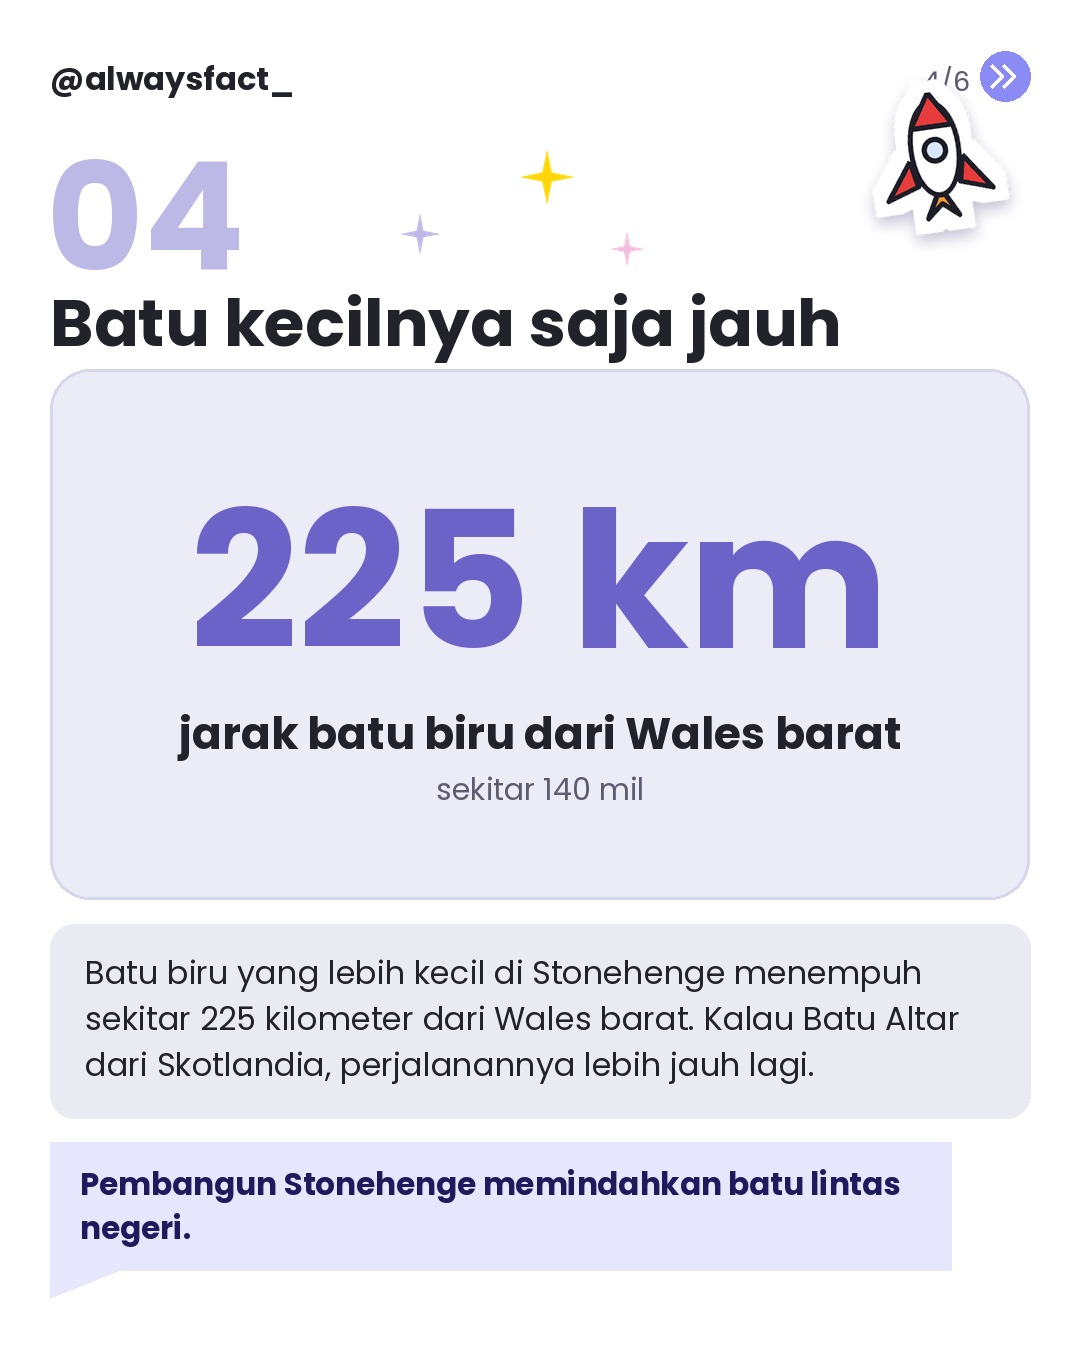 @alwaysfact_
4/6
04
Batu kecilnya saja jauh
225 km
jarak batu biru dari Wales barat
sekitar 140 mil
Batu biru yang lebih kecil di Stonehenge menempuh
sekitar 225 kilometer dari Wales barat. Kalau Batu Altar
dari Skotlandia, perjalanannya lebih jauh lagi.
Pembangun Stonehenge memindahkan batu lintas
negeri.